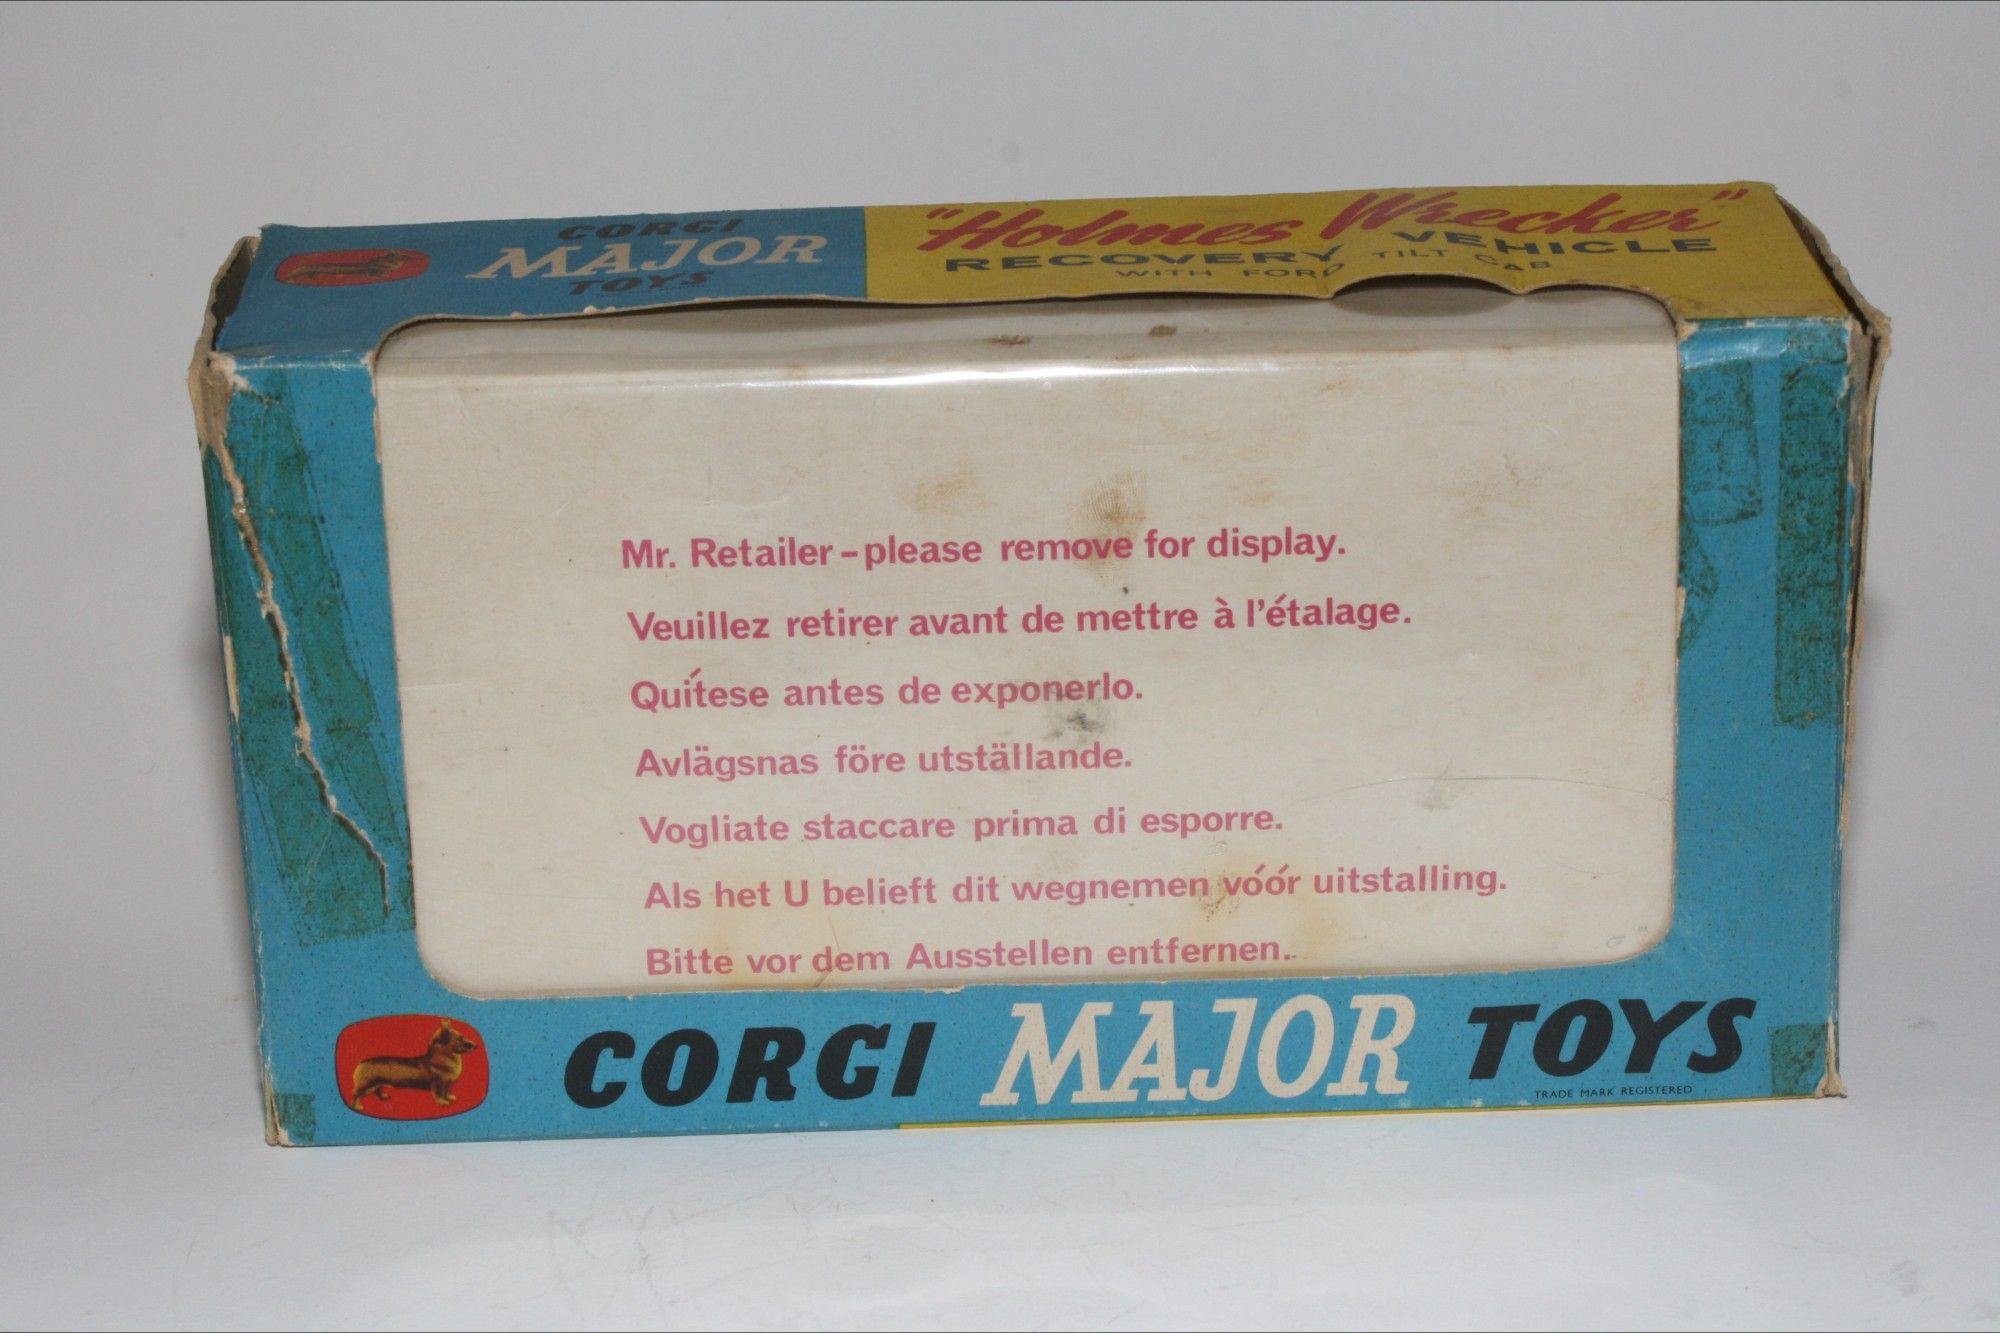 CORGI
MAJOR
TOYS
"Holmes Wrecker"
RECOVERY VEHICLE
WITH FORD TILT CAB
Mr. Retailer – please remove for display.
Veuillez retirer avant de mettre à l'étalage.
Quítese antes de exponerlo.
Avlägsnas före utställande.
Vogliate staccare prima di esporre.
Als het U belieft dit wegnemen vóór uitstalling.
Bitte vor dem Ausstellen entfernen.
CORGI MAJOR TOYS
TRADE MARK REGISTERED